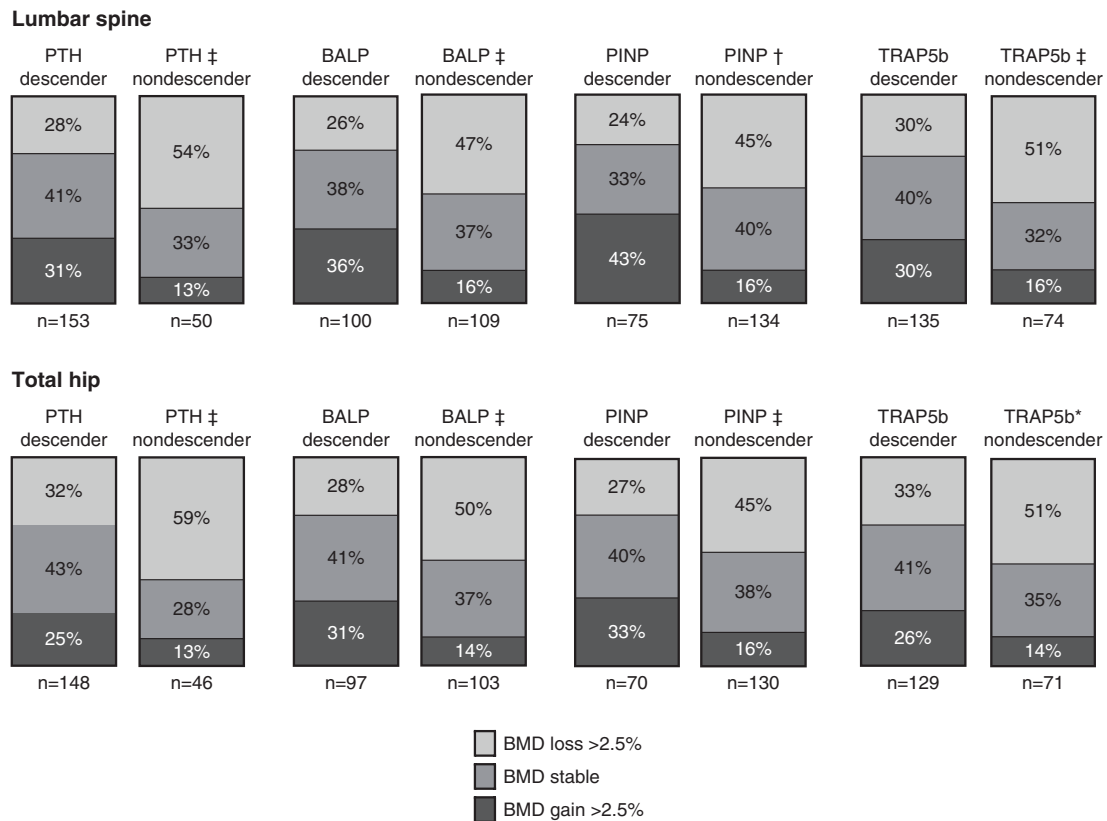 Lumbar spine
PTH
descender
PTH ‡
nondescender
BALP
descender
BALP ‡
nondescender
PINP
descender
PINP †
nondescender
TRAP5b
descender
TRAP5b ‡
nondescender
28%
41%
31%
n=153
54%
33%
13%
n=50
26%
38%
36%
n=100
47%
37%
16%
n=109
24%
33%
43%
n=75
45%
40%
16%
n=134
30%
40%
30%
n=135
51%
32%
16%
n=74
Total hip
PTH
descender
PTH ‡
nondescender
BALP
descender
BALP ‡
nondescender
PINP
descender
PINP ‡
nondescender
TRAP5b
descender
TRAP5b*
nondescender
32%
43%
25%
n=148
59%
28%
13%
n=46
28%
41%
31%
n=97
50%
37%
14%
n=103
27%
40%
33%
n=70
45%
38%
16%
n=130
33%
41%
26%
n=129
51%
35%
14%
n=71
BMD loss >2.5%
BMD stable
BMD gain >2.5%